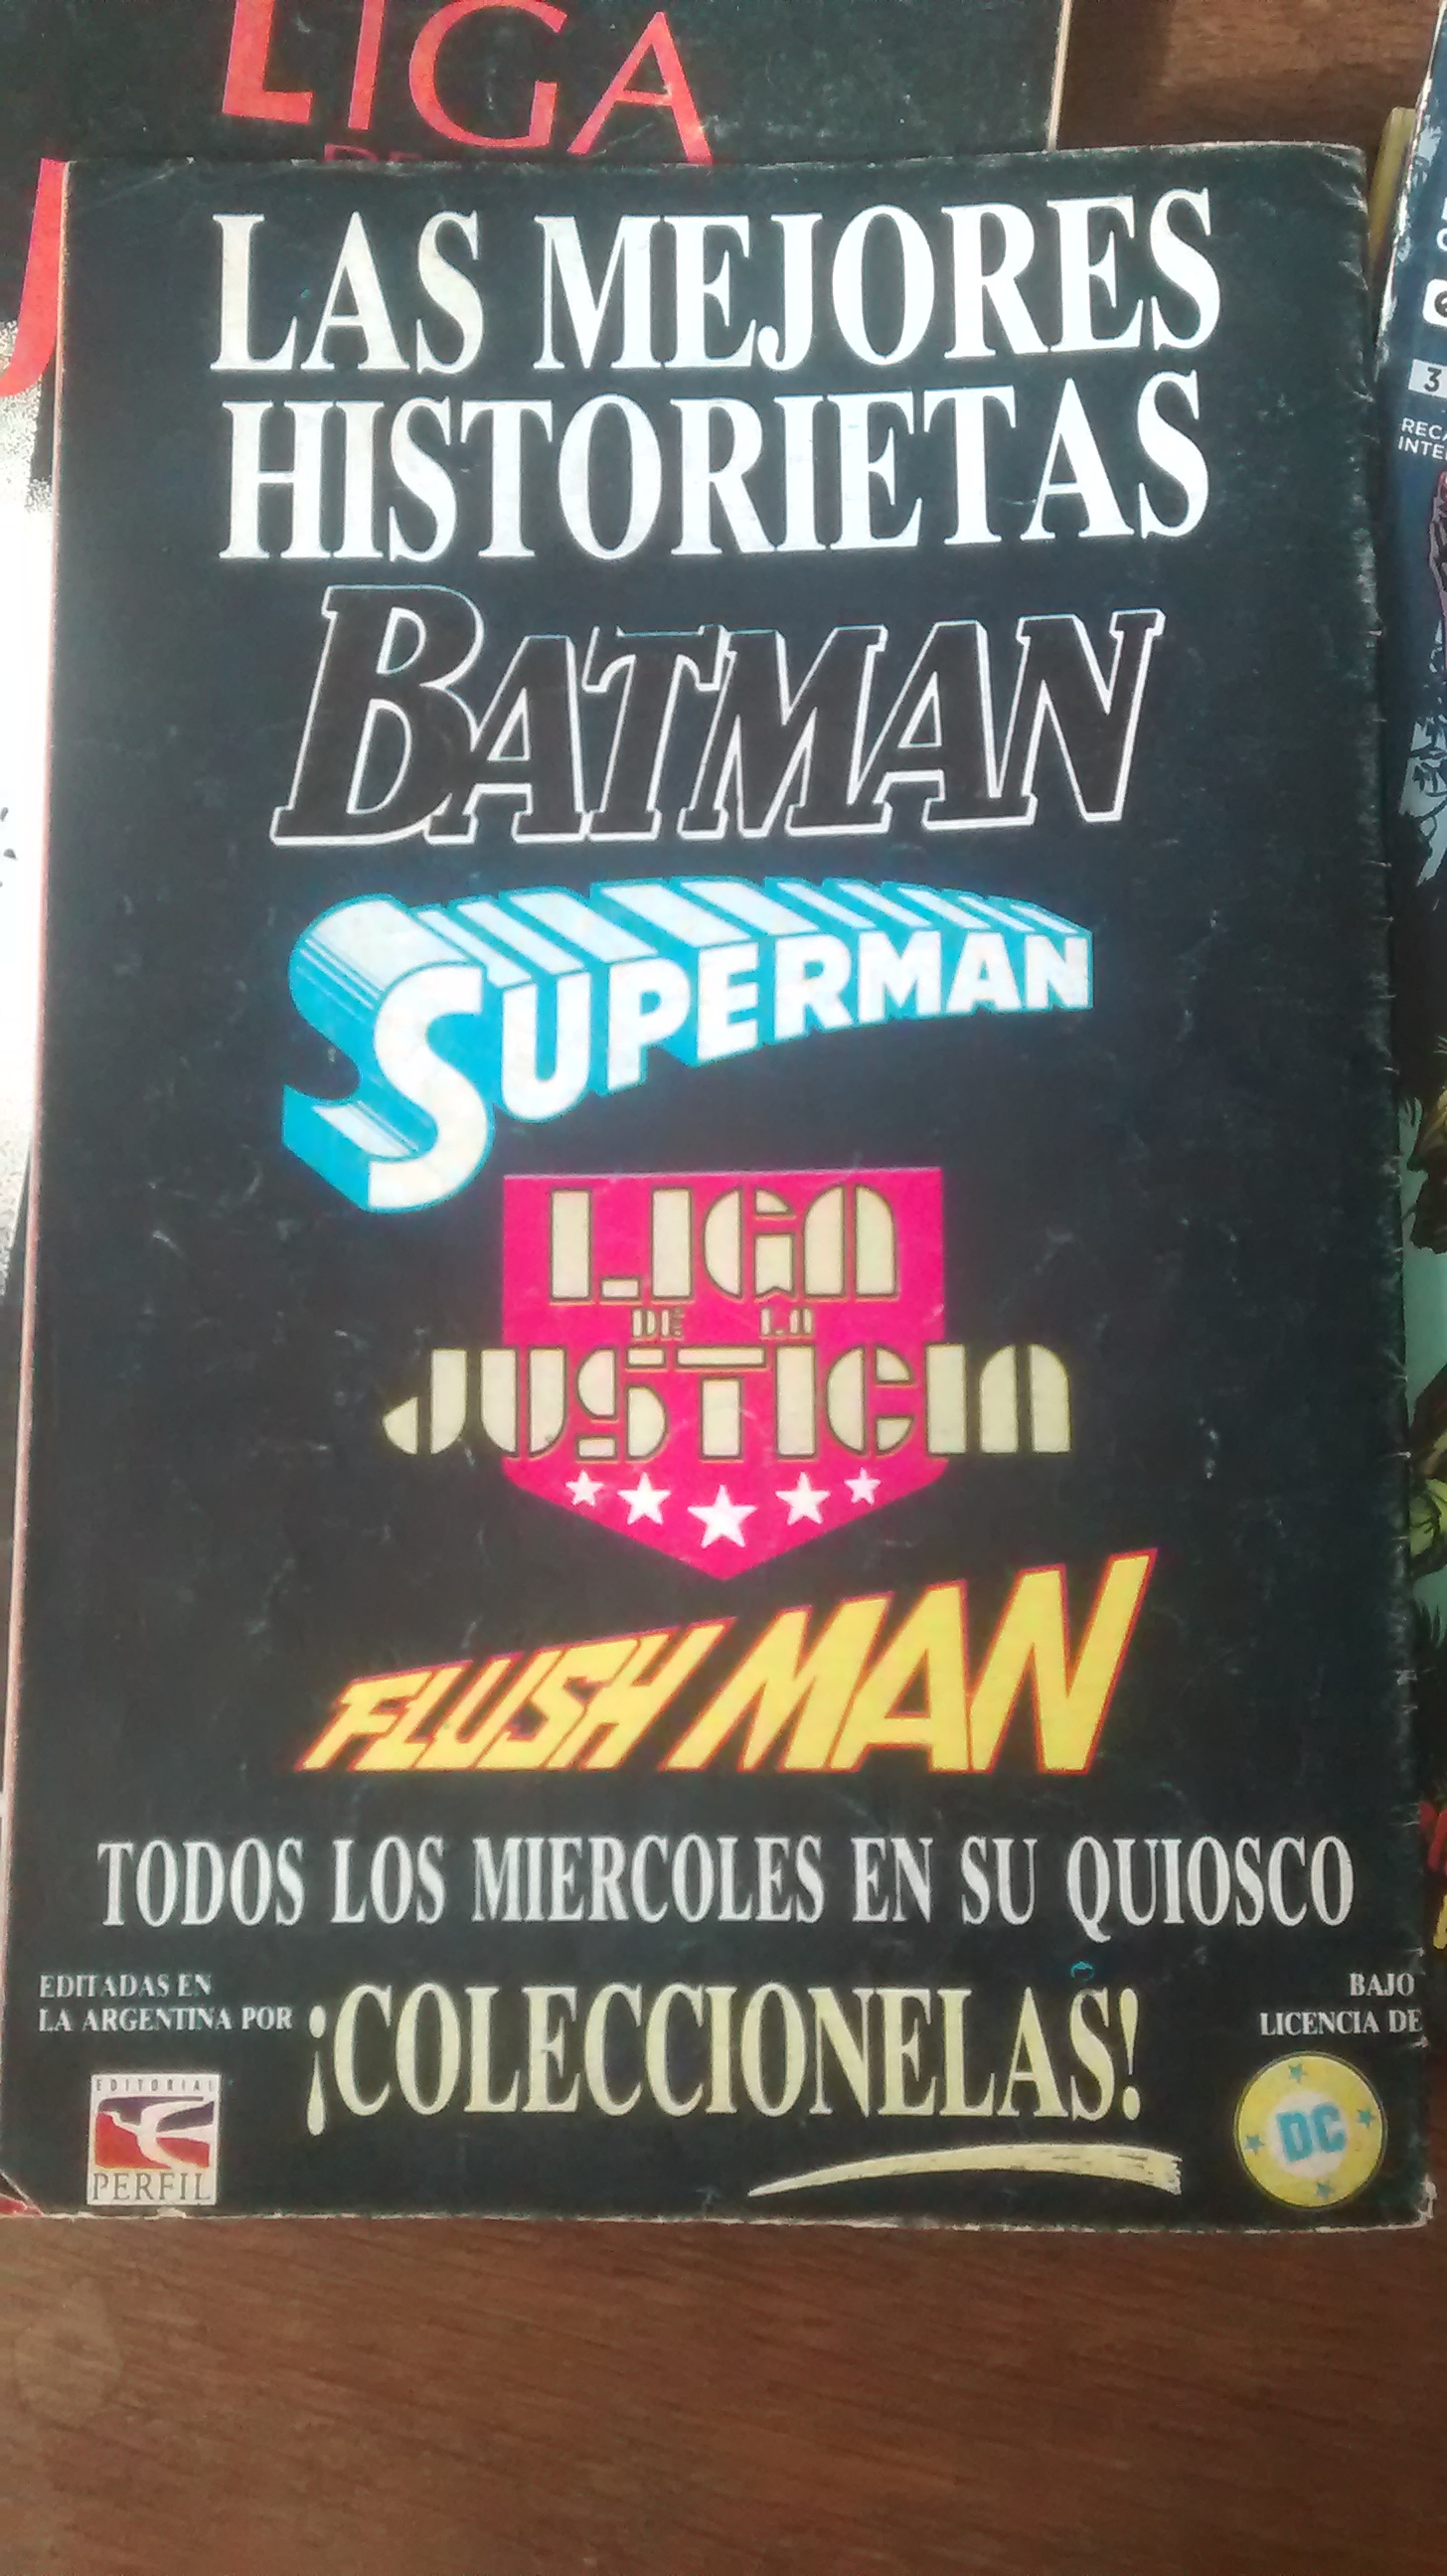 LIGA
LAS MEJORES
HISTORIETAS
BATMAN
SUPERMAN
LIGA
DE LA
JUSTICIA
FLUSH MAN
TODOS LOS MIERCOLES EN SU QUIOSCO
EDITADAS EN
LA ARGENTINA POR
¡COLECCIONELAS!
BAJO
LICENCIA DE
EDITORIAL
PERFIL
DC
3